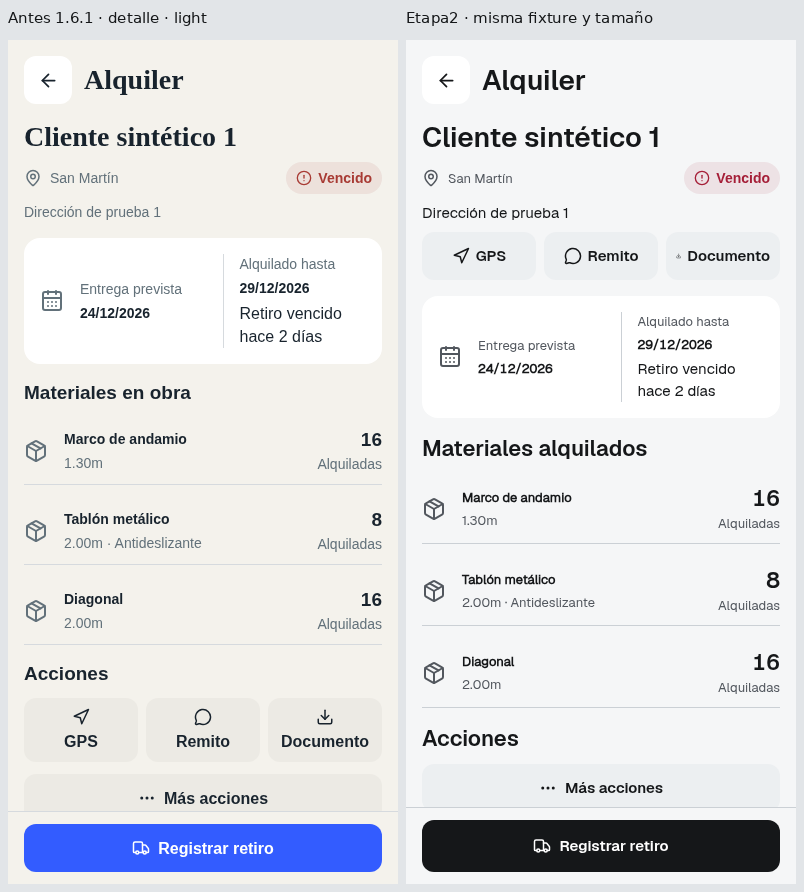 Antes 1.6.1 · detalle · light
Alquiler
Cliente sintético 1
San Martín
Vencido
Dirección de prueba 1
Entrega prevista
24/12/2026
Alquilado hasta
29/12/2026
Retiro vencido
hace 2 días
Materiales en obra
Marco de andamio
16
1.30m
Alquiladas
Tablón metálico
8
2.00m · Antideslizante
Alquiladas
Diagonal
16
2.00m
Alquiladas
Acciones
GPS
Remito
Documento
Más acciones
Registrar retiro
Etapa2 · misma fixture y tamaño
Alquiler
Cliente sintético 1
San Martín
Vencido
Dirección de prueba 1
GPS
Remito
Documento
Entrega prevista
24/12/2026
Alquilado hasta
29/12/2026
Retiro vencido
hace 2 días
Materiales alquilados
Marco de andamio
16
1.30m
Alquiladas
Tablón metálico
8
2.00m · Antideslizante
Alquiladas
Diagonal
16
2.00m
Alquiladas
Acciones
Más acciones
Registrar retiro